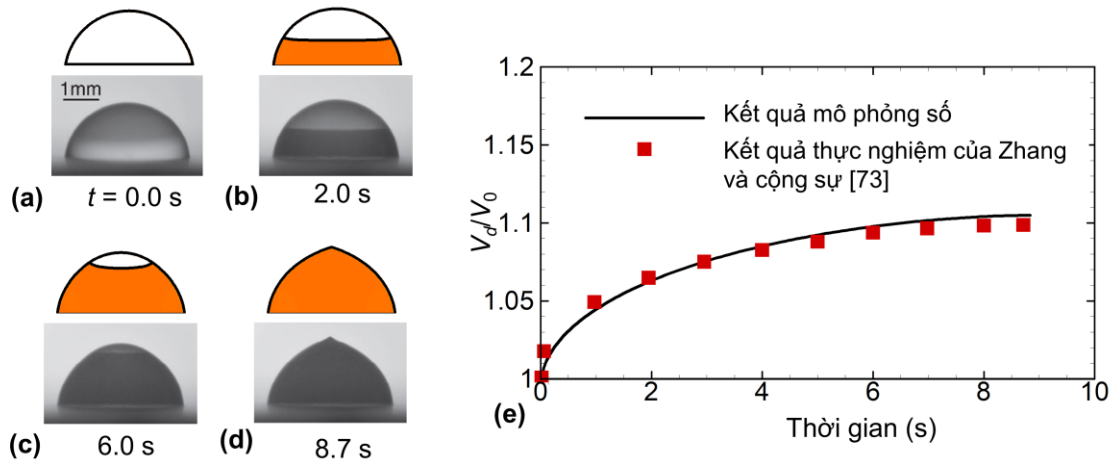 1mm
(a)
t = 0.0 s
(b)
2.0 s
(c)
6.0 s
(d)
8.7 s
1.2
1.15
1.1
1.05
1
V_d/V_0
Kết quả mô phỏng số
Kết quả thực nghiệm của Zhang
và cộng sự [73]
0
2
4
6
8
10
(e)
Thời gian (s)